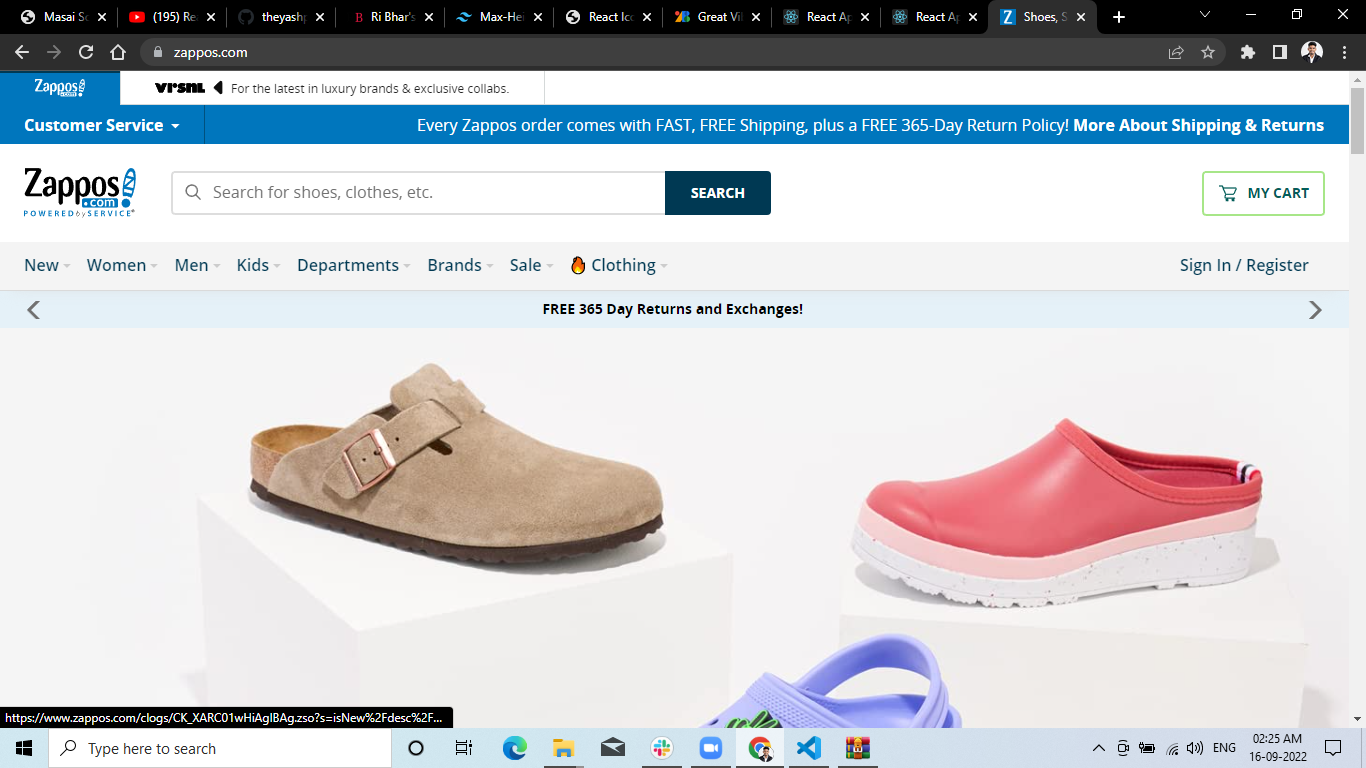 Masai Sc
(195) Re
theyashp
Ri Bhar's
Max-Hei
React Ico
Great Vi
React Ap
React Ap
Shoes, S
zappos.com
Zappos
.com
VRSNL
For the latest in luxury brands & exclusive collabs.
Customer Service
Every Zappos order comes with FAST, FREE Shipping, plus a FREE 365-Day Return Policy! More About Shipping & Returns
Zappos
.com
POWERED by SERVICE
Search for shoes, clothes, etc.
SEARCH
MY CART
New
Women
Men
Kids
Departments
Brands
Sale
Clothing
Sign In / Register
FREE 365 Day Returns and Exchanges!
https://www.zappos.com/clogs/CK_XARC01wHiAgIBAg.zso?s=isNew%2Fdesc%2F...
Type here to search
ENG
02:25 AM
16-09-2022